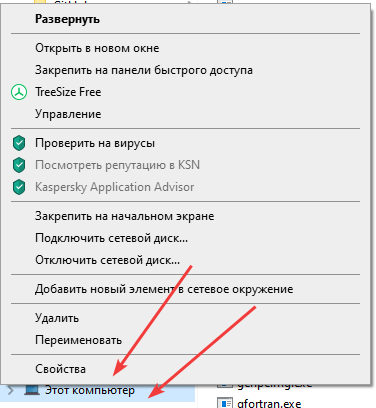 Развернуть
Открыть в новом окне
Закрепить на панели быстрого доступа
TreeSize Free
Управление
Проверить на вирусы
Посмотреть репутацию в KSN
Kaspersky Application Advisor
Закрепить на начальном экране
Подключить сетевой диск...
Отключить сетевой диск...
Добавить новый элемент в сетевое окружение
Удалить
Переименовать
Свойства
Этот компьютер
gfortran.exe